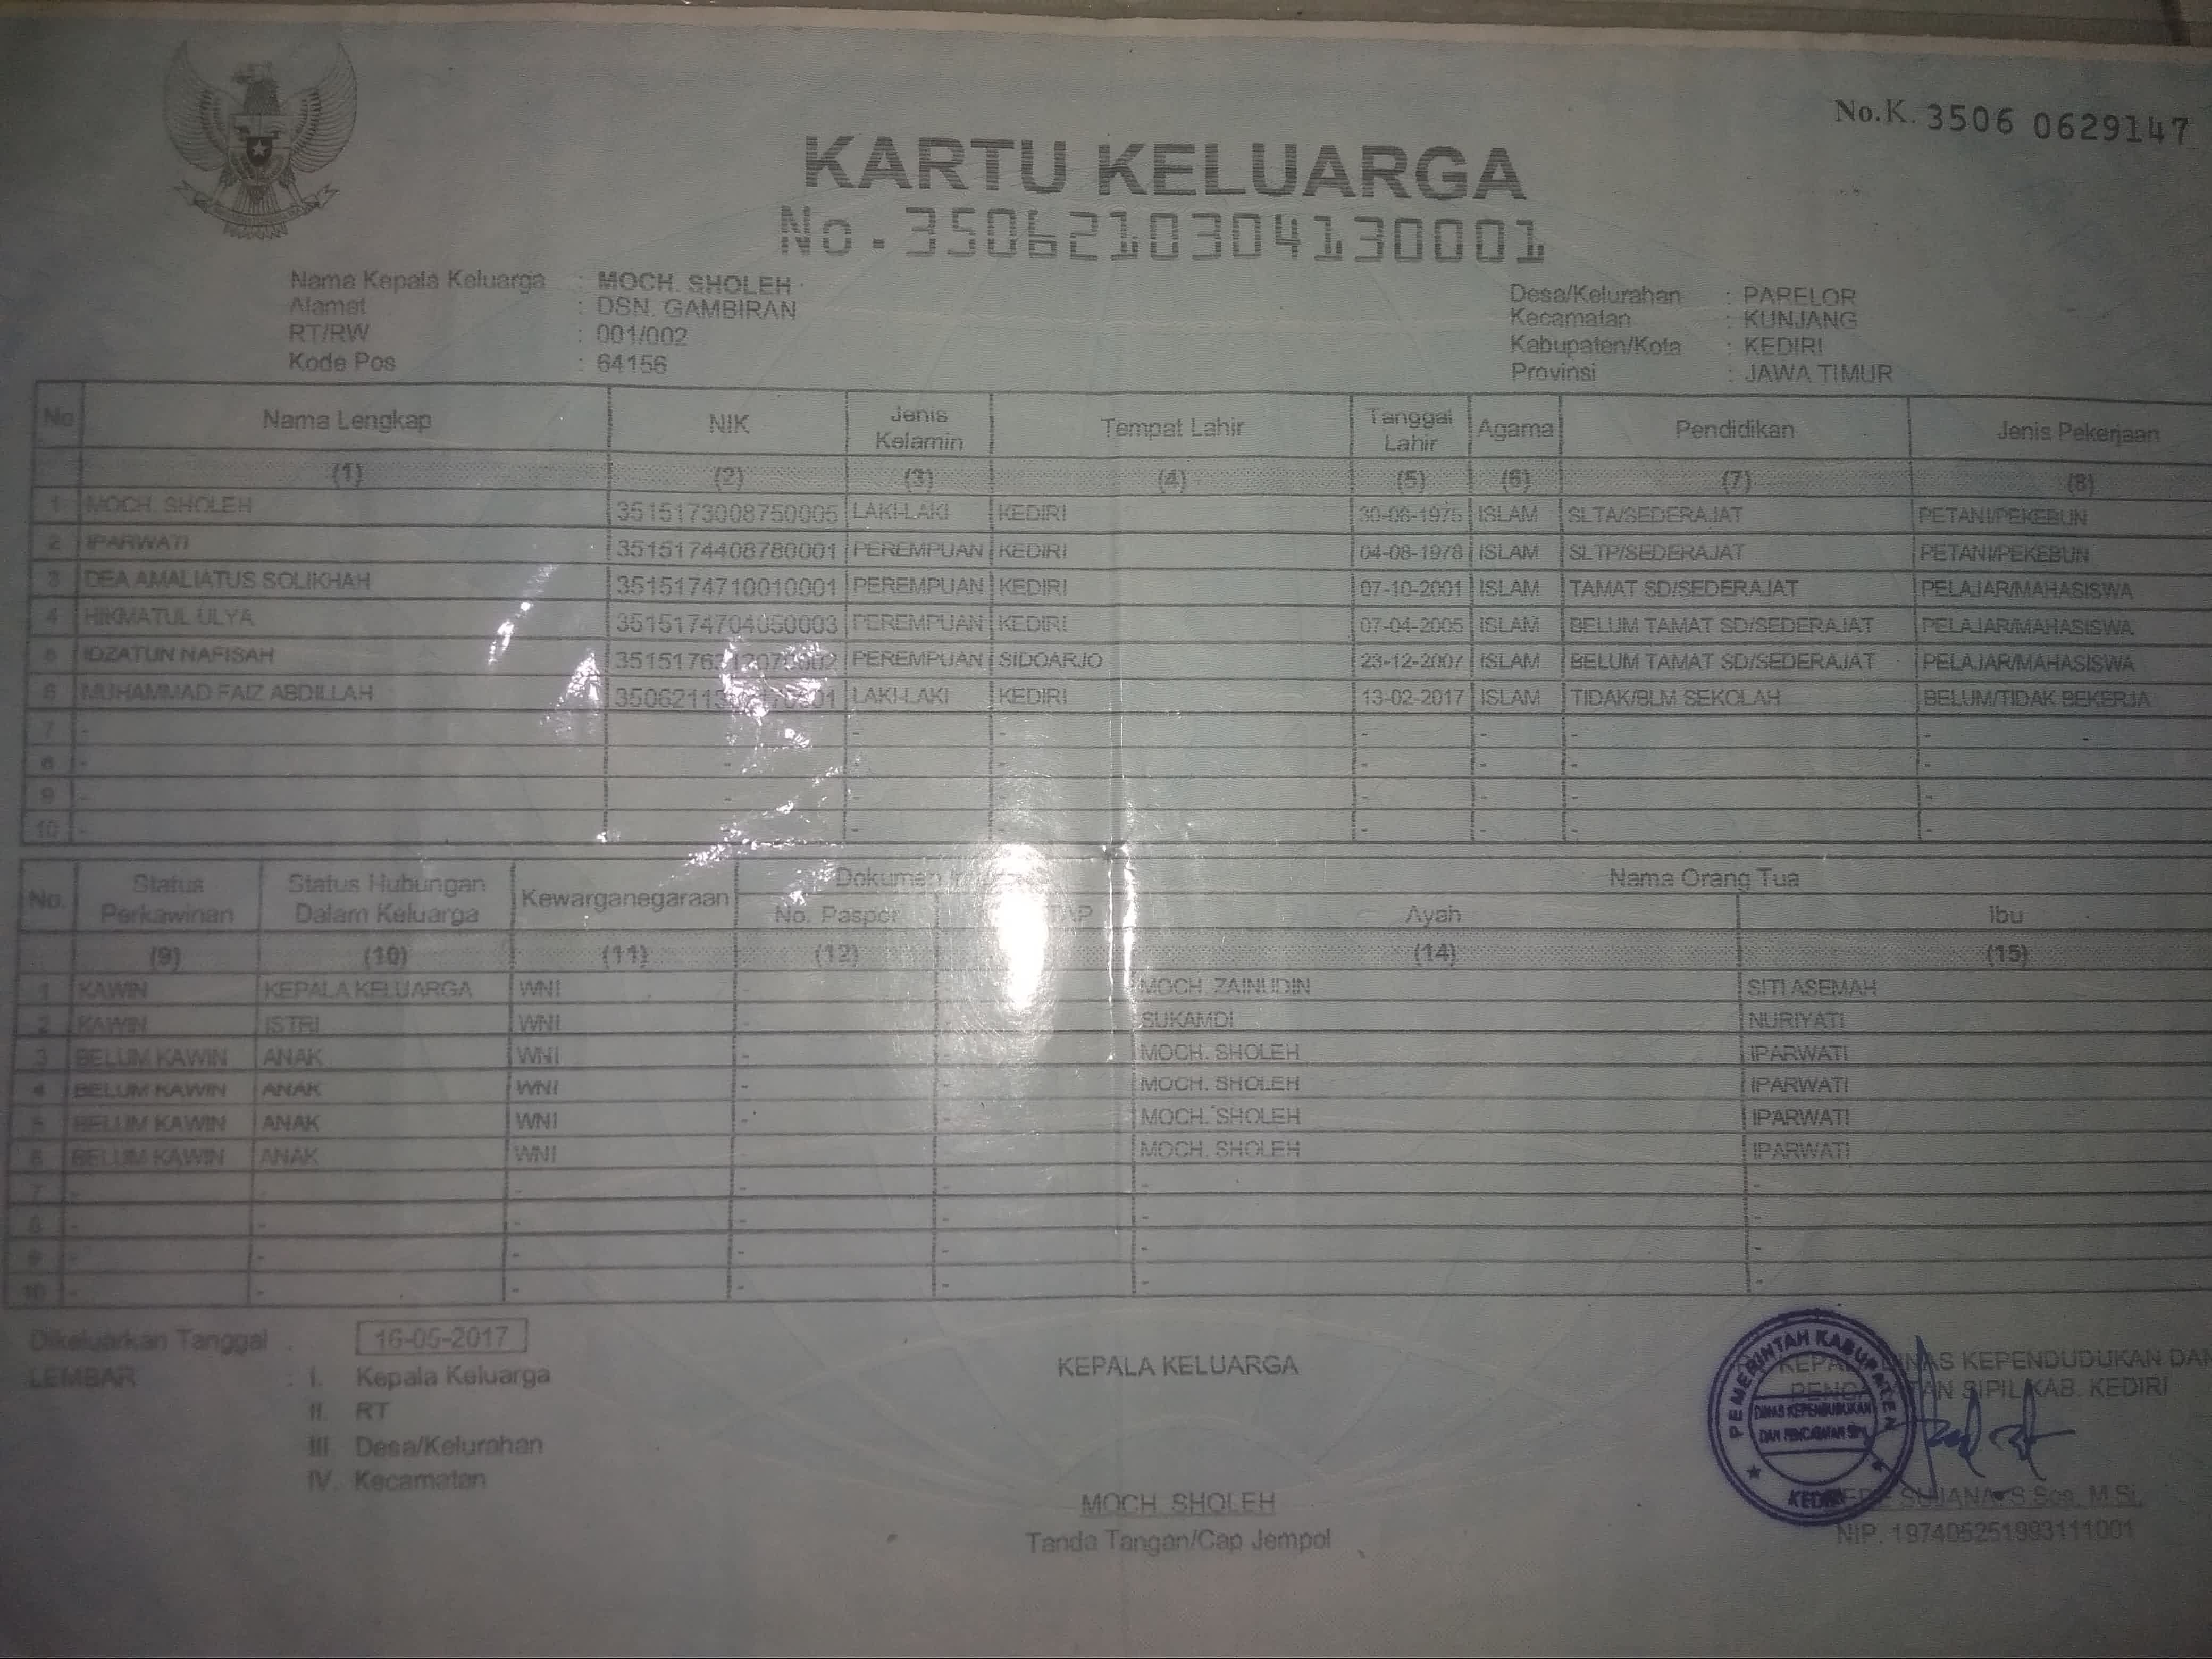 No.K. 3506 0629147
KARTU KELUARGA
No. 3506210304130001
Nama Kepala Keluarga : MOCH. SHOLEH
Alamat : DSN. GAMBIRAN
RT/RW : 001/002
Kode Pos : 64156
Desa/Kelurahan : PARELOR
Kecamatan : KUNJANG
Kabupaten/Kota : KEDIRI
Provinsi : JAWA TIMUR
No Nama Lengkap NIK Jenis Kelamin Tempat Lahir Tanggal Lahir Agama Pendidikan Jenis Pekerjaan
(1) (2) (3) (4) (5) (6) (7) (8)
1 MOCH. SHOLEH 3515173008750005 LAKI-LAKI KEDIRI 30-08-1975 ISLAM SLTA/SEDERAJAT PETANI/PEKEBUN
2 IPARWATI 3515174408780001 PEREMPUAN KEDIRI 04-08-1978 ISLAM SLTP/SEDERAJAT PETANI/PEKEBUN
3 DEA AMALIATUS SOLIKHAH 3515174710010001 PEREMPUAN KEDIRI 07-10-2001 ISLAM TAMAT SD/SEDERAJAT PELAJAR/MAHASISWA
4 HIKMATUL ULYA 3515174704050003 PEREMPUAN KEDIRI 07-04-2005 ISLAM BELUM TAMAT SD/SEDERAJAT PELAJAR/MAHASISWA
5 IDZATUN NAFISAH PEREMPUAN SIDOARJO 23-12-2007 ISLAM BELUM TAMAT SD/SEDERAJAT PELAJAR/MAHASISWA
6 MUHAMMAD FAIZ ABDILLAH LAKI-LAKI KEDIRI 13-02-2017 ISLAM TIDAK/BLM SEKOLAH BELUM/TIDAK BEKERJA
7 - - - - - - - -
8 - - - - - - - -
9 - - - - - - - -
10 - - - - - - - -
No. Status Perkawinan Status Hubungan Dalam Keluarga Kewarganegaraan Dokumen Nama Orang Tua
No. Paspor Ayah Ibu
(9) (10) (11) (12) (14) (15)
1 KAWIN KEPALA KELUARGA WNI - MOCH. ZAINUDIN SITI ASEMAH
2 KAWIN ISTRI WNI - - SUKAMDI NURIYATI
3 BELUM KAWIN ANAK WNI - - MOCH. SHOLEH IPARWATI
4 BELUM KAWIN ANAK WNI - - MOCH. SHOLEH IPARWATI
5 BELUM KAWIN ANAK WNI - - MOCH. SHOLEH IPARWATI
6 BELUM KAWIN ANAK WNI - - MOCH. SHOLEH IPARWATI
7 - - - - - - -
8 - - - - - - -
9 - - - - - - -
10 - - - - - - -
Dikeluarkan Tanggal : 16-05-2017
LEMBAR : I. Kepala Keluarga
II. RT
III. Desa/Kelurahan
IV. Kecamatan
KEPALA KELUARGA
MOCH. SHOLEH
Tanda Tangan/Cap Jempol
KEPALA DINAS KEPENDUDUKAN DAN
PENCATATAN SIPIL KAB. KEDIRI
PEMERINTAH KABUPATEN
DINAS KEPENDUDUKAN
DAN PENCATATAN SIPIL
KEDIRI
SUJANA, S.Sos, M.Si.
NIP. 197405251993111001